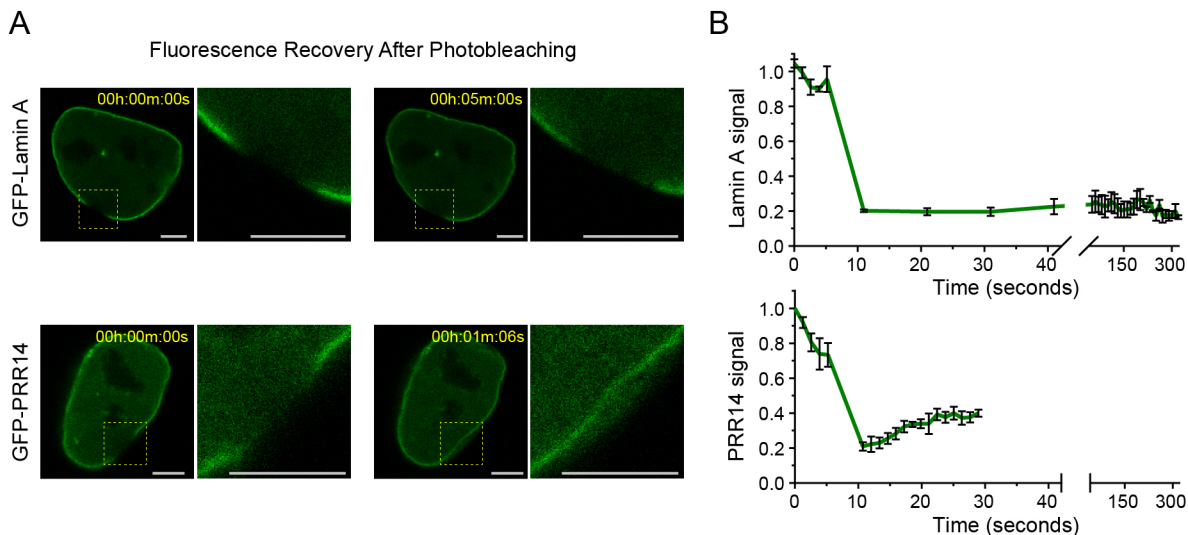 A
Fluorescence Recovery After Photobleaching
GFP-Lamin A
00h:00m:00s
00h:05m:00s
GFP-PRR14
00h:00m:00s
00h:01m:06s
B
Lamin A signal
1.0
0.8
0.6
0.4
0.2
0.0
0 10 20 30 40 150 300
Time (seconds)
PRR14 signal
1.0
0.8
0.6
0.4
0.2
0.0
0 10 20 30 40 150 300
Time (seconds)